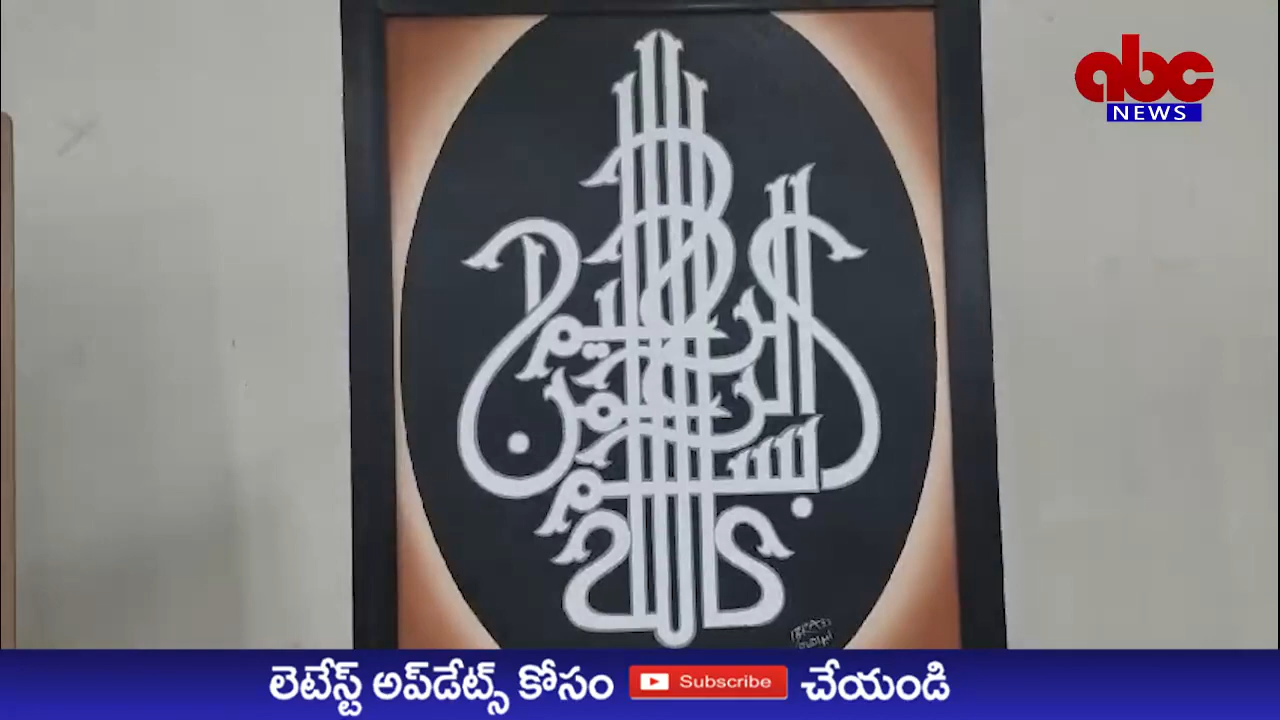 abc
NEWS
بسم
الله
الرحمن
الرحيم
లెటేస్ట్ అప్‌డేట్స్ కోసం Subscribe చేయండి